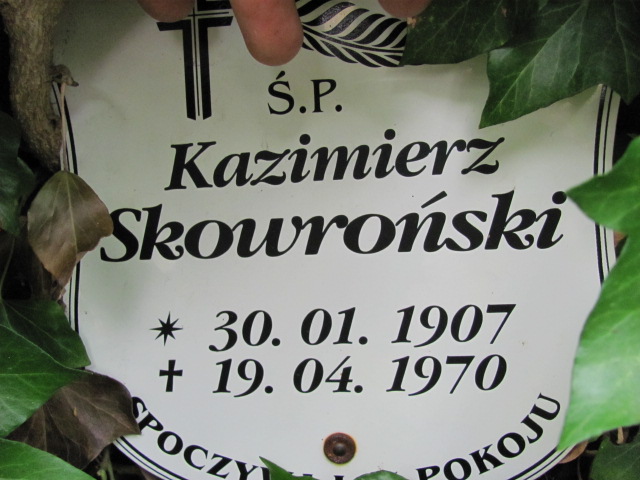 Ś.P.
Kazimierz
Skowroński
* 30. 01. 1907
† 19. 04. 1970
POKOJU